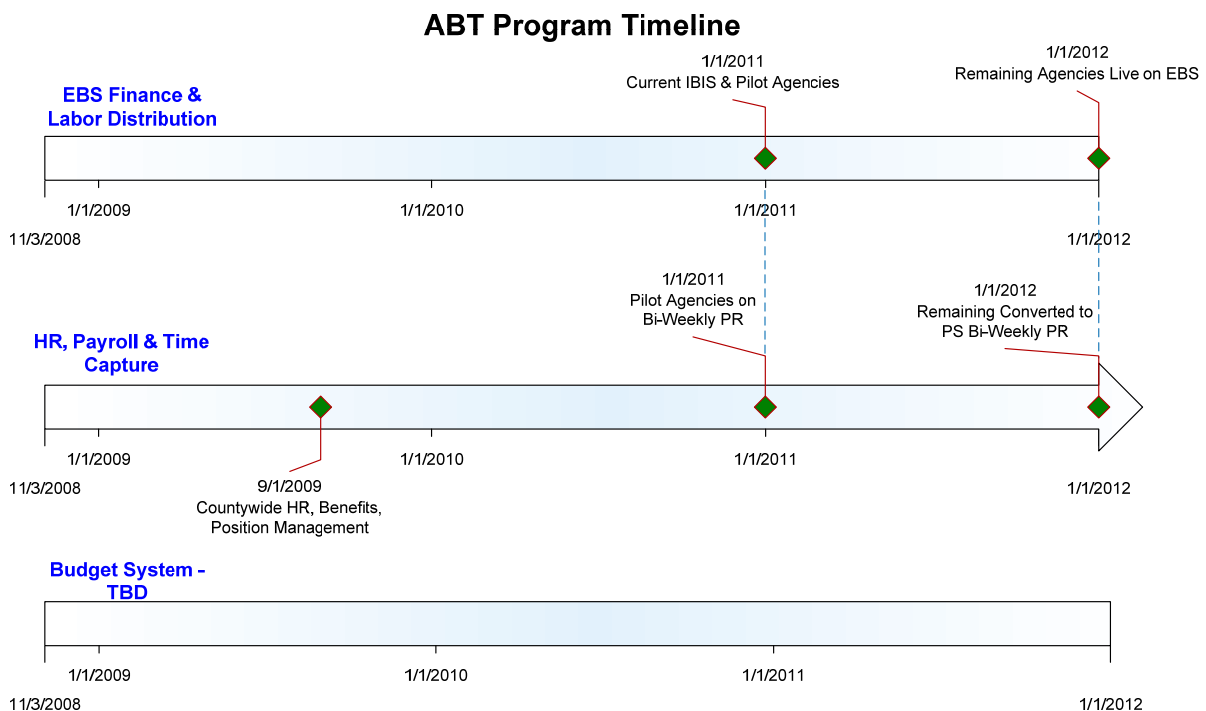 ABT Program Timeline
1/1/2011
Current IBIS & Pilot Agencies
1/1/2012
Remaining Agencies Live on EBS
EBS Finance &
Labor Distribution
1/1/2009
1/1/2010
1/1/2011
11/3/2008
1/1/2012
1/1/2011
Pilot Agencies on
Bi-Weekly PR
1/1/2012
Remaining Converted to
PS Bi-Weekly PR
HR, Payroll & Time
Capture
1/1/2009
1/1/2010
1/1/2011
11/3/2008
1/1/2012
9/1/2009
Countywide HR, Benefits,
Position Management
Budget System -
TBD
1/1/2009
1/1/2010
1/1/2011
11/3/2008
1/1/2012